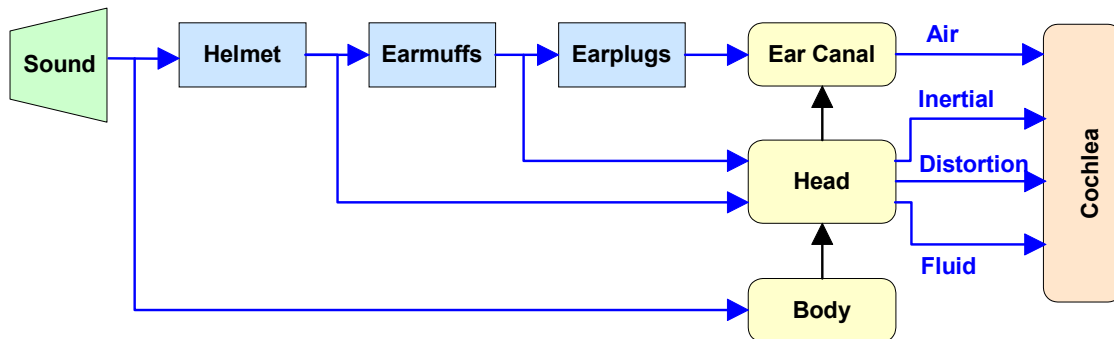 Sound
Helmet
Earmuffs
Earplugs
Ear Canal
Air
Inertial
Distortion
Head
Fluid
Body
Cochlea